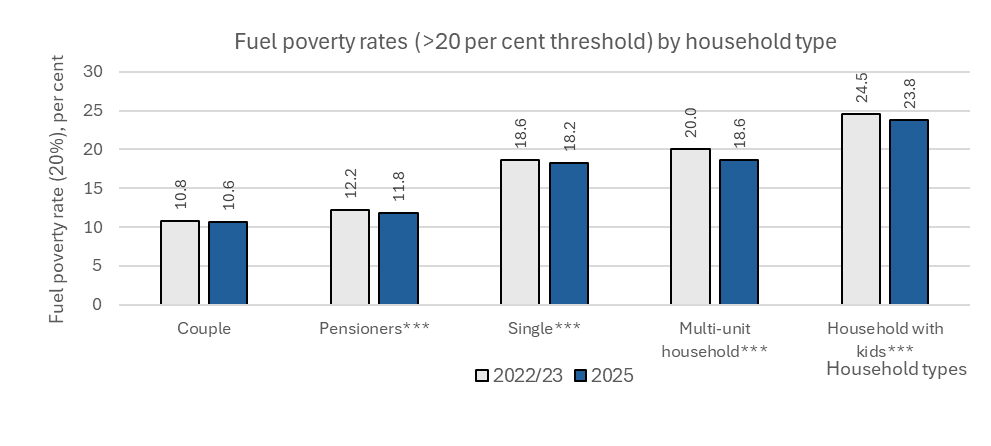 Fuel poverty rates (>20 per cent threshold) by household type
Fuel poverty rate (20%), per cent
30
25
20
15
10
5
0
10.8
10.6
12.2
11.8
18.6
18.2
20.0
18.6
24.5
23.8
Couple
Pensioners***
Single***
Multi-unit
household***
Household with
kids***
Household types
2022/23
2025